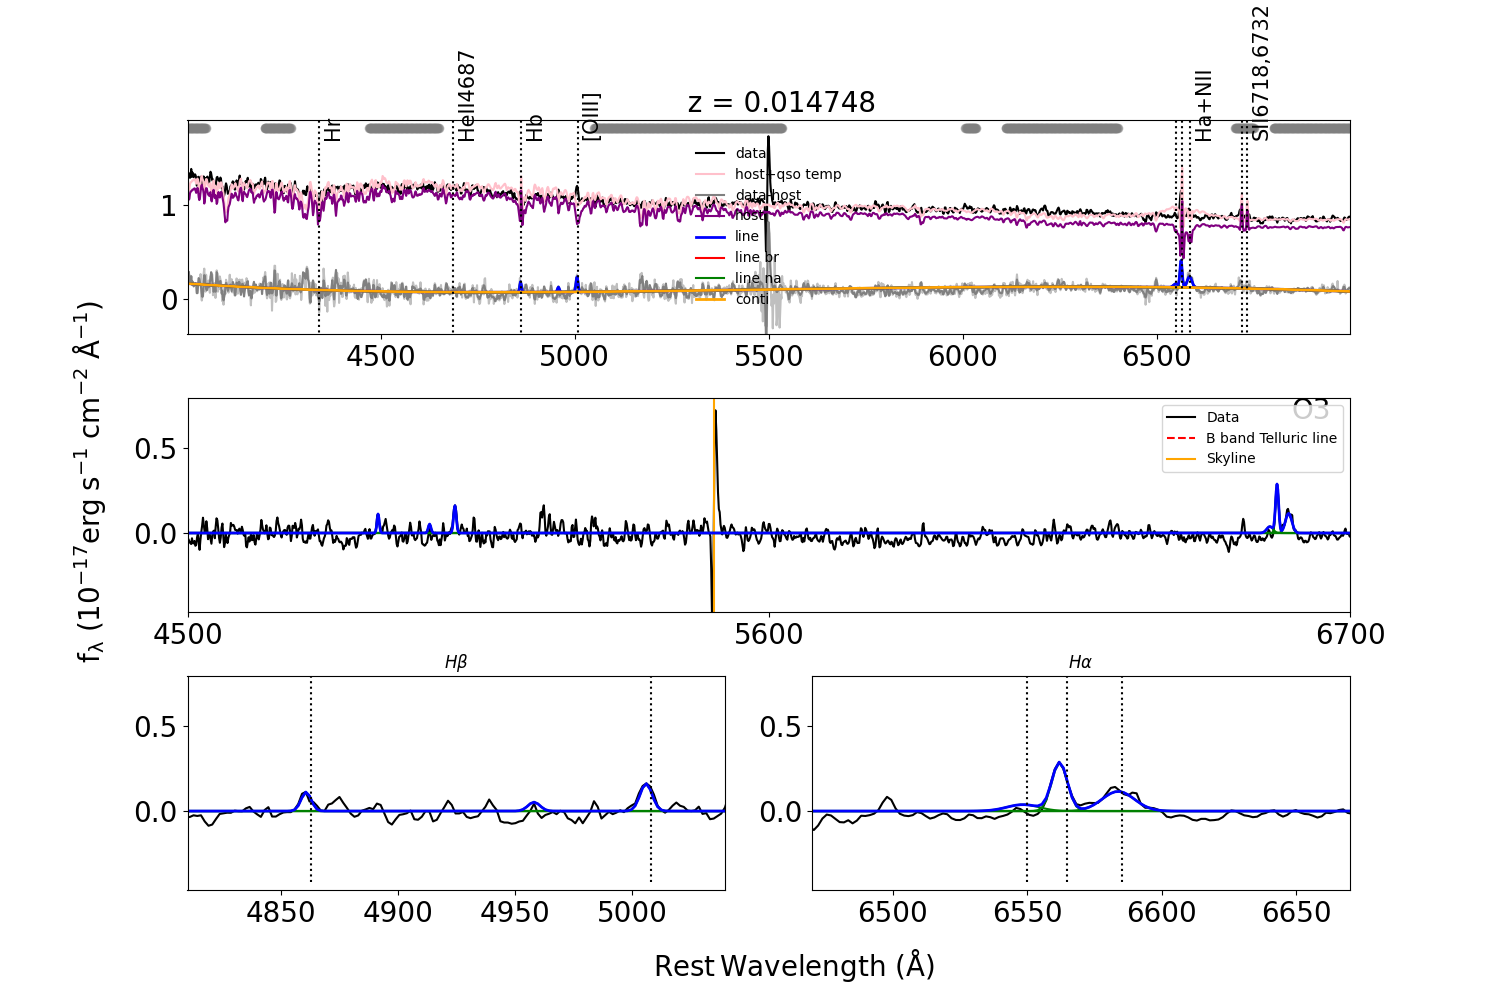 z = 0.014748
Hr
HeII4687
Hb
[OIII]
Ha+NII
SII6718,6732
data
host+qso temp
data-host
host
line
line br
line na
conti
1
0
4500
5000
5500
6000
6500
fλ (10⁻¹⁷erg s⁻¹ cm⁻² Å⁻¹)
O3
Data
B band Telluric line
Skyline
0.5
0.0
4500
5600
6700
Hβ
0.5
0.0
4850
4900
4950
5000
Hα
0.5
0.0
6500
6550
6600
6650
Rest Wavelength (Å)